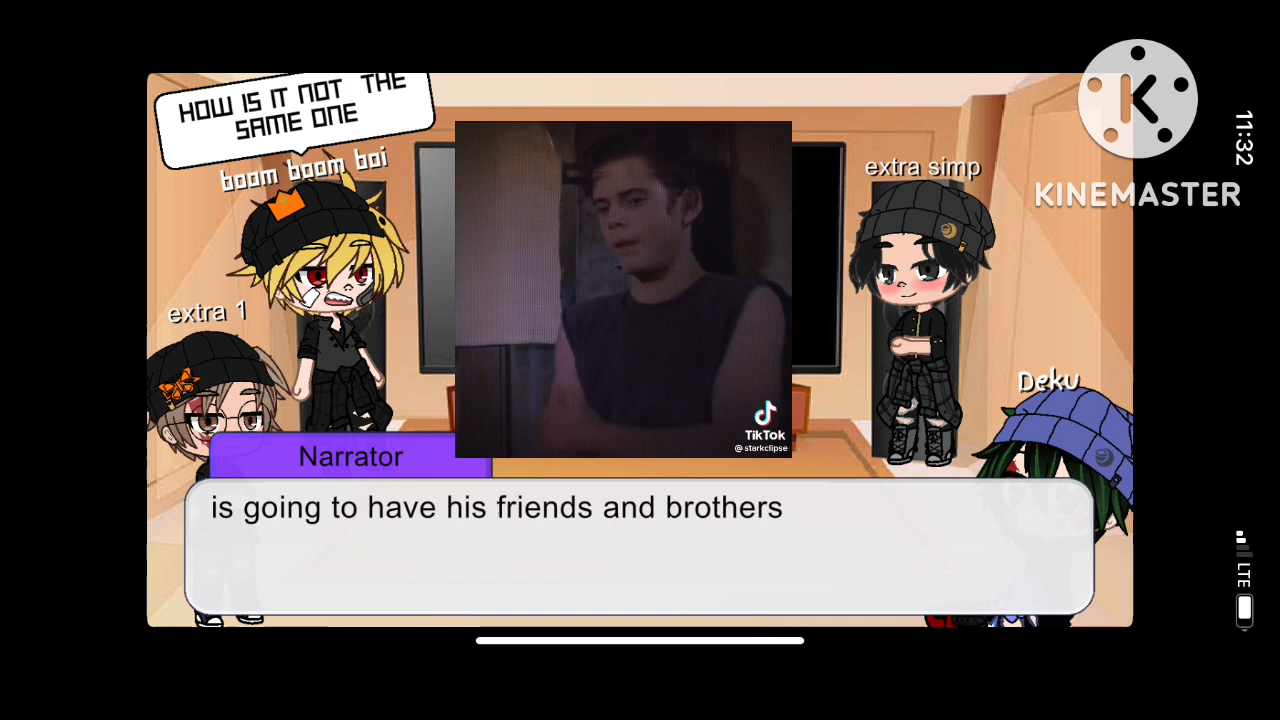 HOW IS IT NOT THE
SAME ONE
boom boom boi
extra 1
extra simp
Deku
KINEMASTER
11:32
LTE
TikTok
@ starkclipse
Narrator
is going to have his friends and brothers